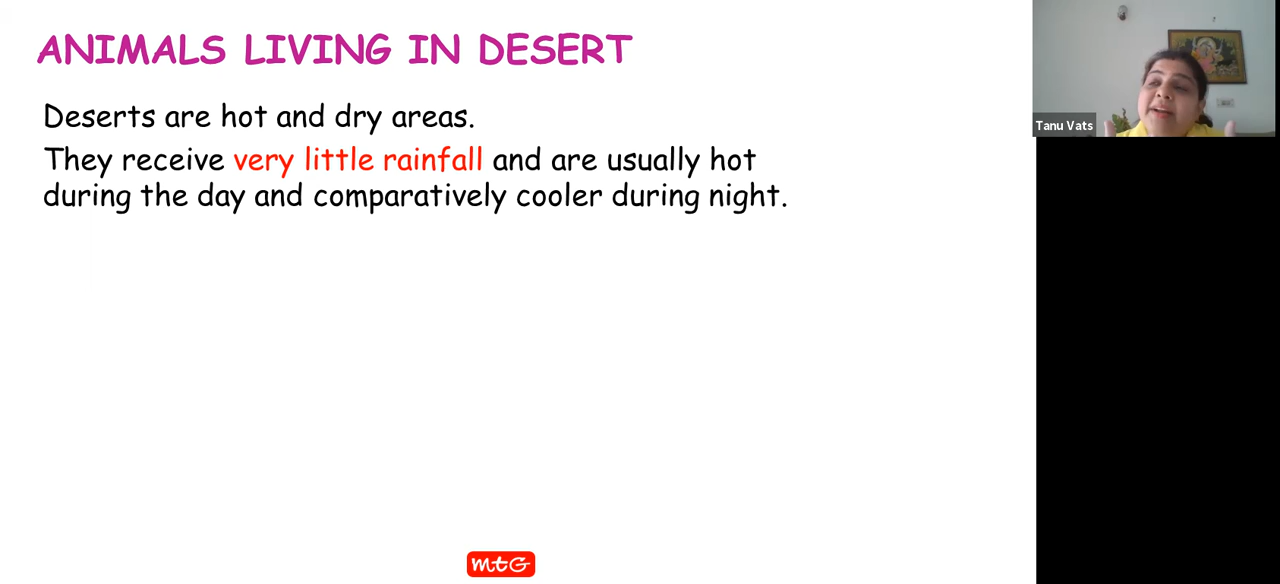 ANIMALS LIVING IN DESERT
Deserts are hot and dry areas.
They receive very little rainfall and are usually hot
during the day and comparatively cooler during night.
Tanu Vats
mtG